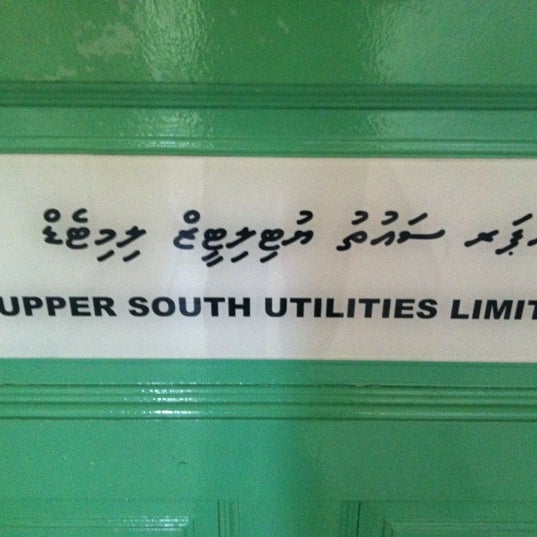 ޕަރ ސައުތު ޔުޓިލިޓީޒް ލިމިޓެޑް
UPPER SOUTH UTILITIES LIMIT